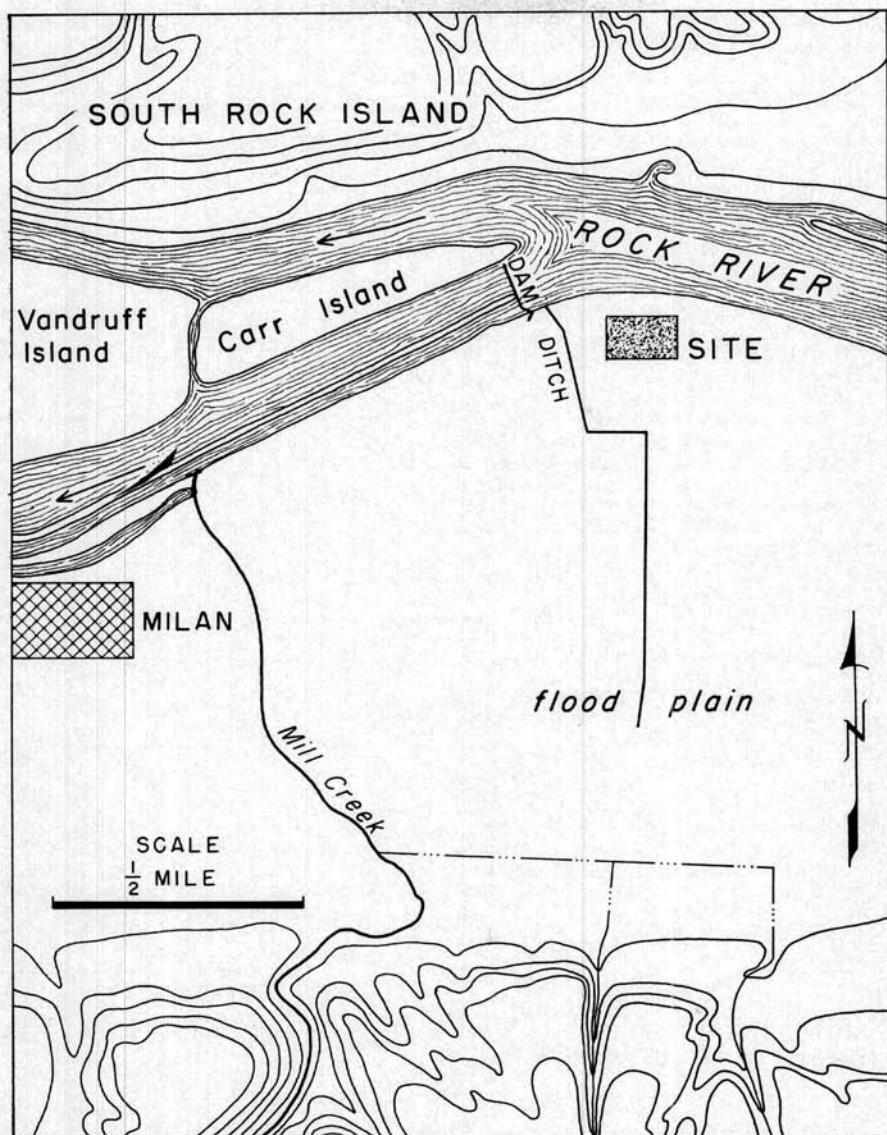 SOUTH ROCK ISLAND
ROCK RIVER
DAM
Carr Island
Vandruff
Island
SITE
DITCH
MILAN
flood plain
N
Mill Creek
SCALE
1/2 MILE